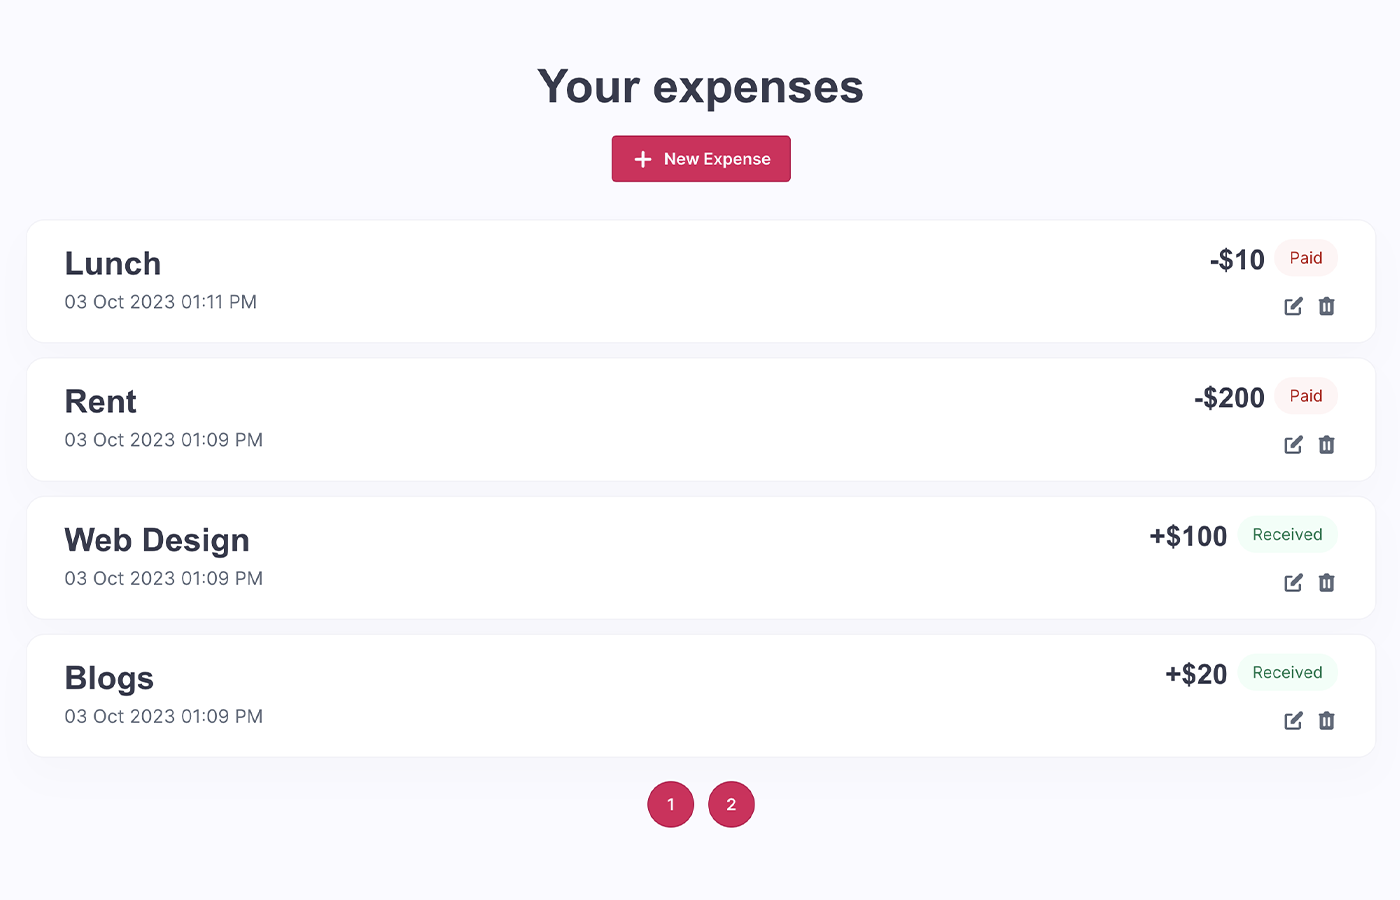 Your expenses
New Expense
Lunch
-$10 Paid
03 Oct 2023 01:11 PM
Rent
-$200 Paid
03 Oct 2023 01:09 PM
Web Design
+$100 Received
03 Oct 2023 01:09 PM
Blogs
+$20 Received
03 Oct 2023 01:09 PM
1 2